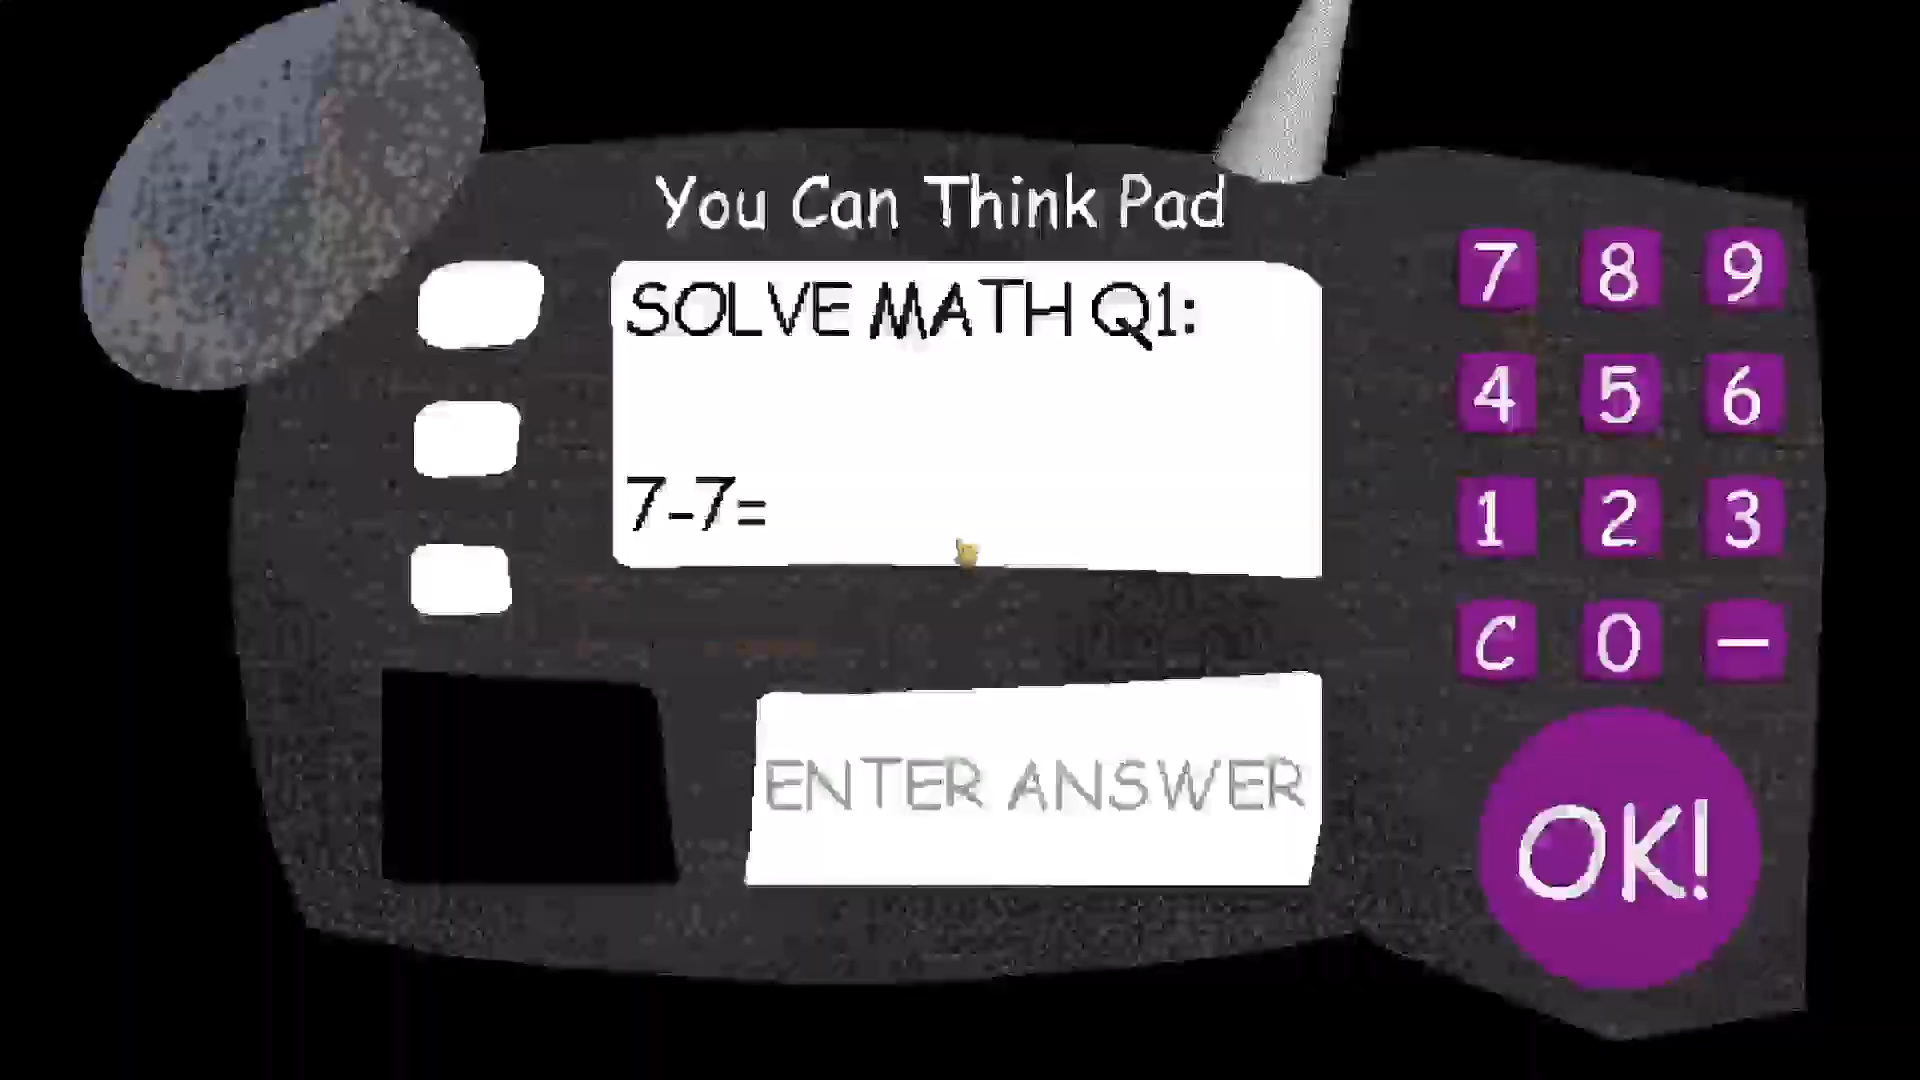 You Can Think Pad
SOLVE MATH Q1:
7-7=
7 8 9
4 5 6
1 2 3
C 0 —
ENTER ANSWER
OK!